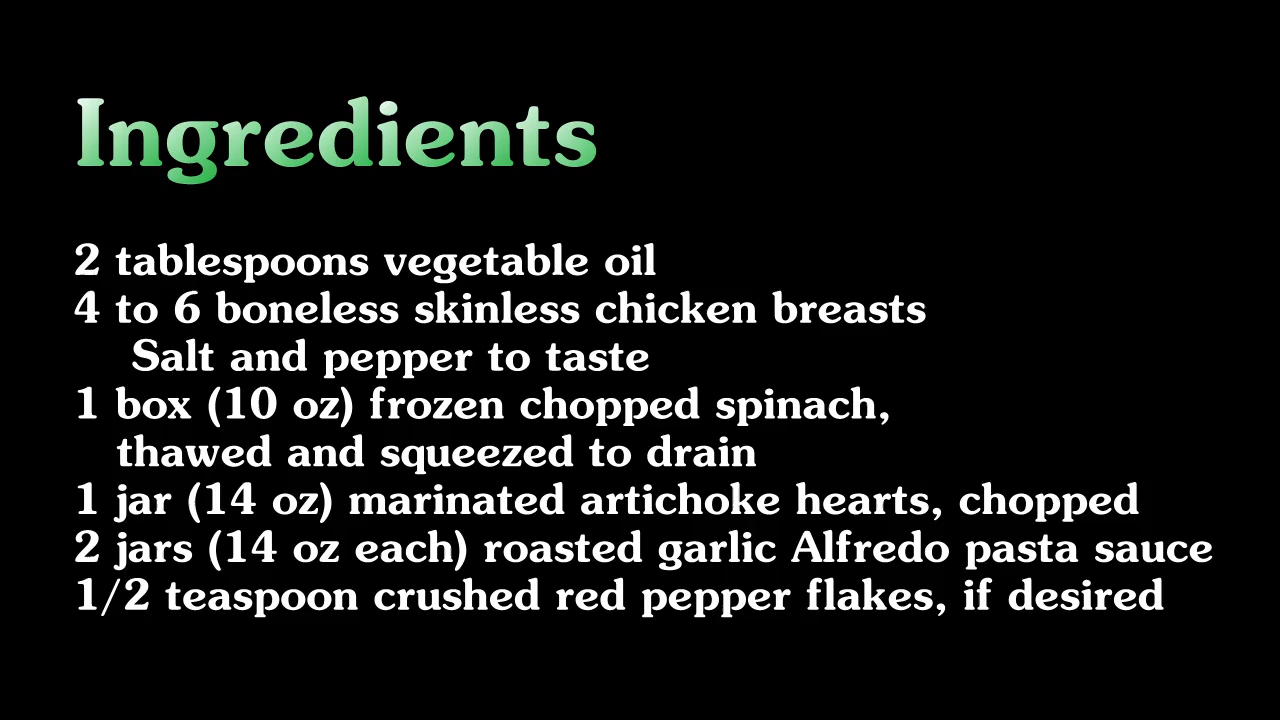 Ingredients
2 tablespoons vegetable oil
4 to 6 boneless skinless chicken breasts
Salt and pepper to taste
1 box (10 oz) frozen chopped spinach,
thawed and squeezed to drain
1 jar (14 oz) marinated artichoke hearts, chopped
2 jars (14 oz each) roasted garlic Alfredo pasta sauce
1/2 teaspoon crushed red pepper flakes, if desired